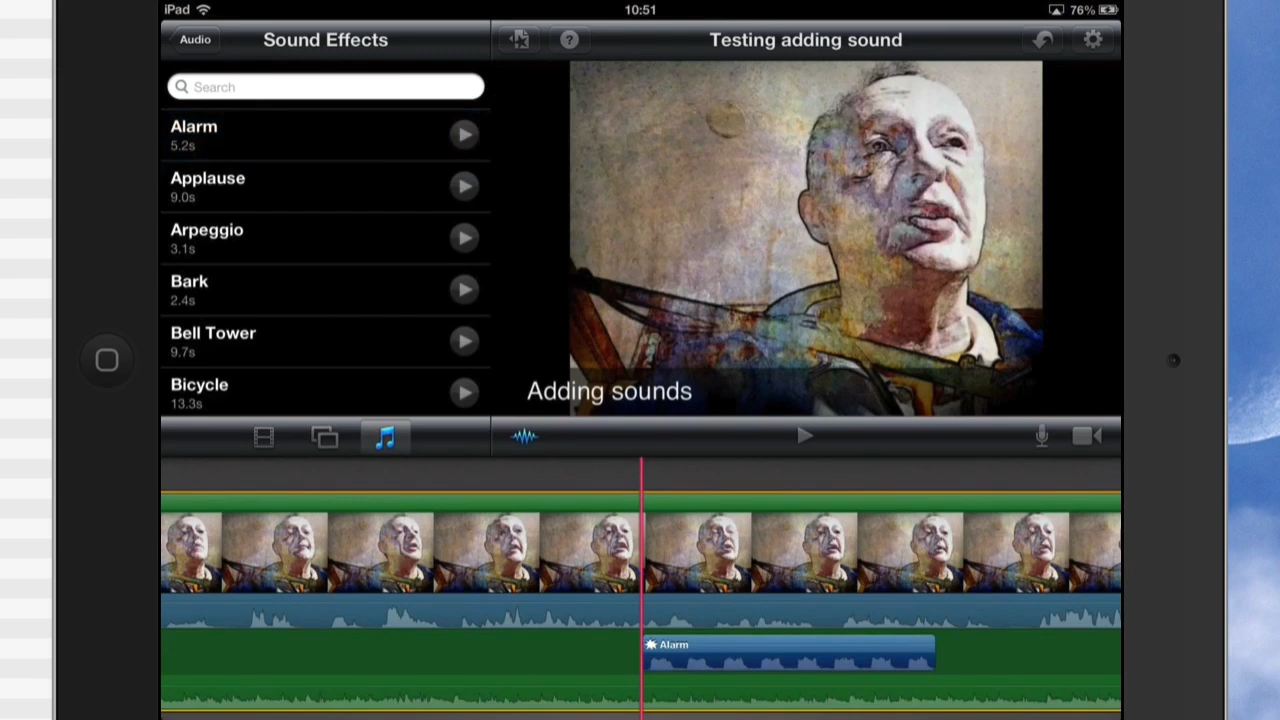 iPad
10:51
76%
Audio
Sound Effects
?
Testing adding sound
Search
Alarm
5.2s
Applause
9.0s
Arpeggio
3.1s
Bark
2.4s
Bell Tower
9.7s
Bicycle
13.3s
Adding sounds
Alarm